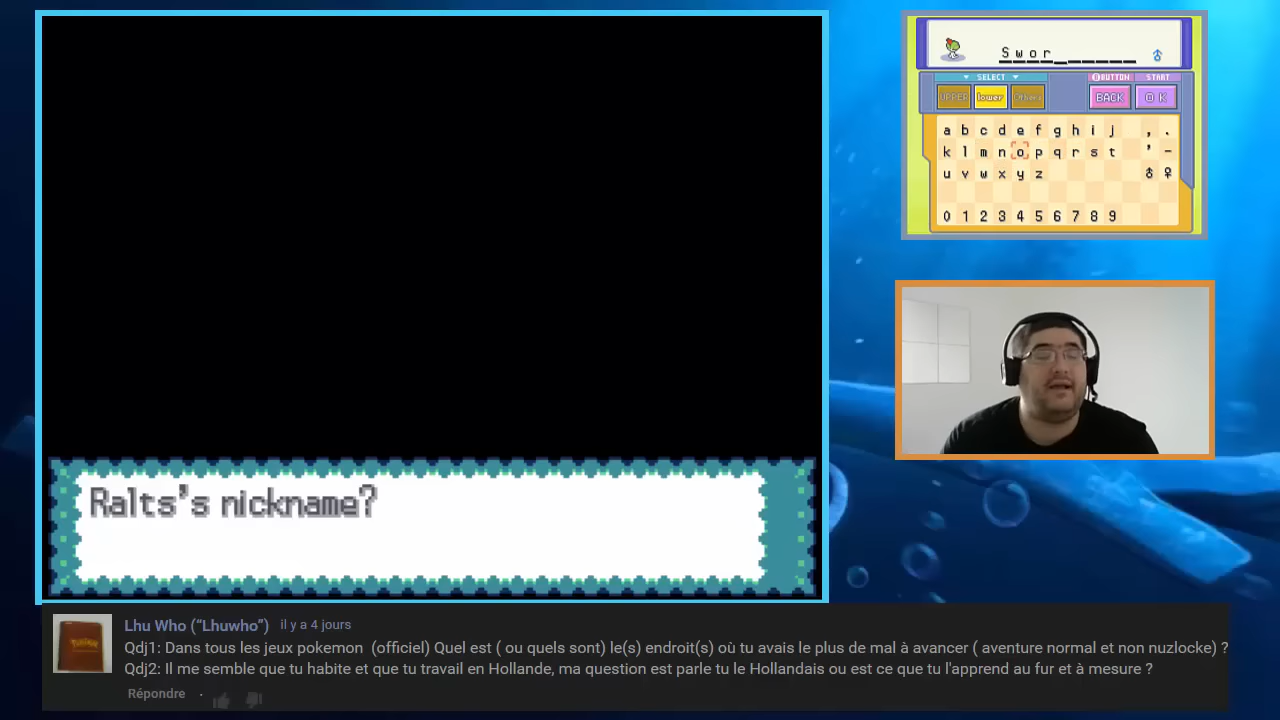 Swor______
▼ SELECT ▼
B BUTTON START
UPPER lower Others BACK OK
a b c d e f g h i j , .
k l m n o p q r s t ' -
u v w x y z ♂ ♀
0 1 2 3 4 5 6 7 8 9
Ralts's nickname?
Lhu Who (“Lhuwho”) il y a 4 jours
Qdj1: Dans tous les jeux pokemon (officiel) Quel est ( ou quels sont) le(s) endroit(s) où tu avais le plus de mal à avancer ( aventure normal et non nuzlocke) ?
Qdj2: Il me semble que tu habite et que tu travail en Hollande, ma question est parle tu le Hollandais ou est ce que tu l'apprend au fur et à mesure ?
Répondre ·